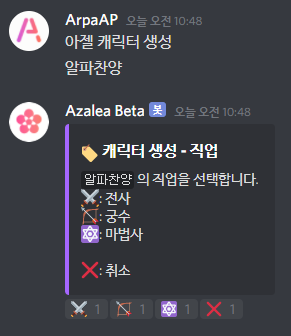 ArpaAP 오늘 오전 10:48
아젤 캐릭터 생성
알파찬양
Azalea Beta 봇 오늘 오전 10:48
캐릭터 생성 - 직업
알파찬양 의 직업을 선택합니다.
: 전사
: 궁수
: 마법사
: 취소
1 1 1 1